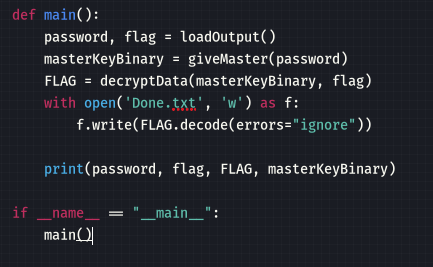 def main():
    password, flag = loadOutput()
    masterKeyBinary = giveMaster(password)
    FLAG = decryptData(masterKeyBinary, flag)
    with open('Done.txt', 'w') as f:
        f.write(FLAG.decode(errors="ignore"))

    print(password, flag, FLAG, masterKeyBinary)

if __name__ == "__main__":
    main()